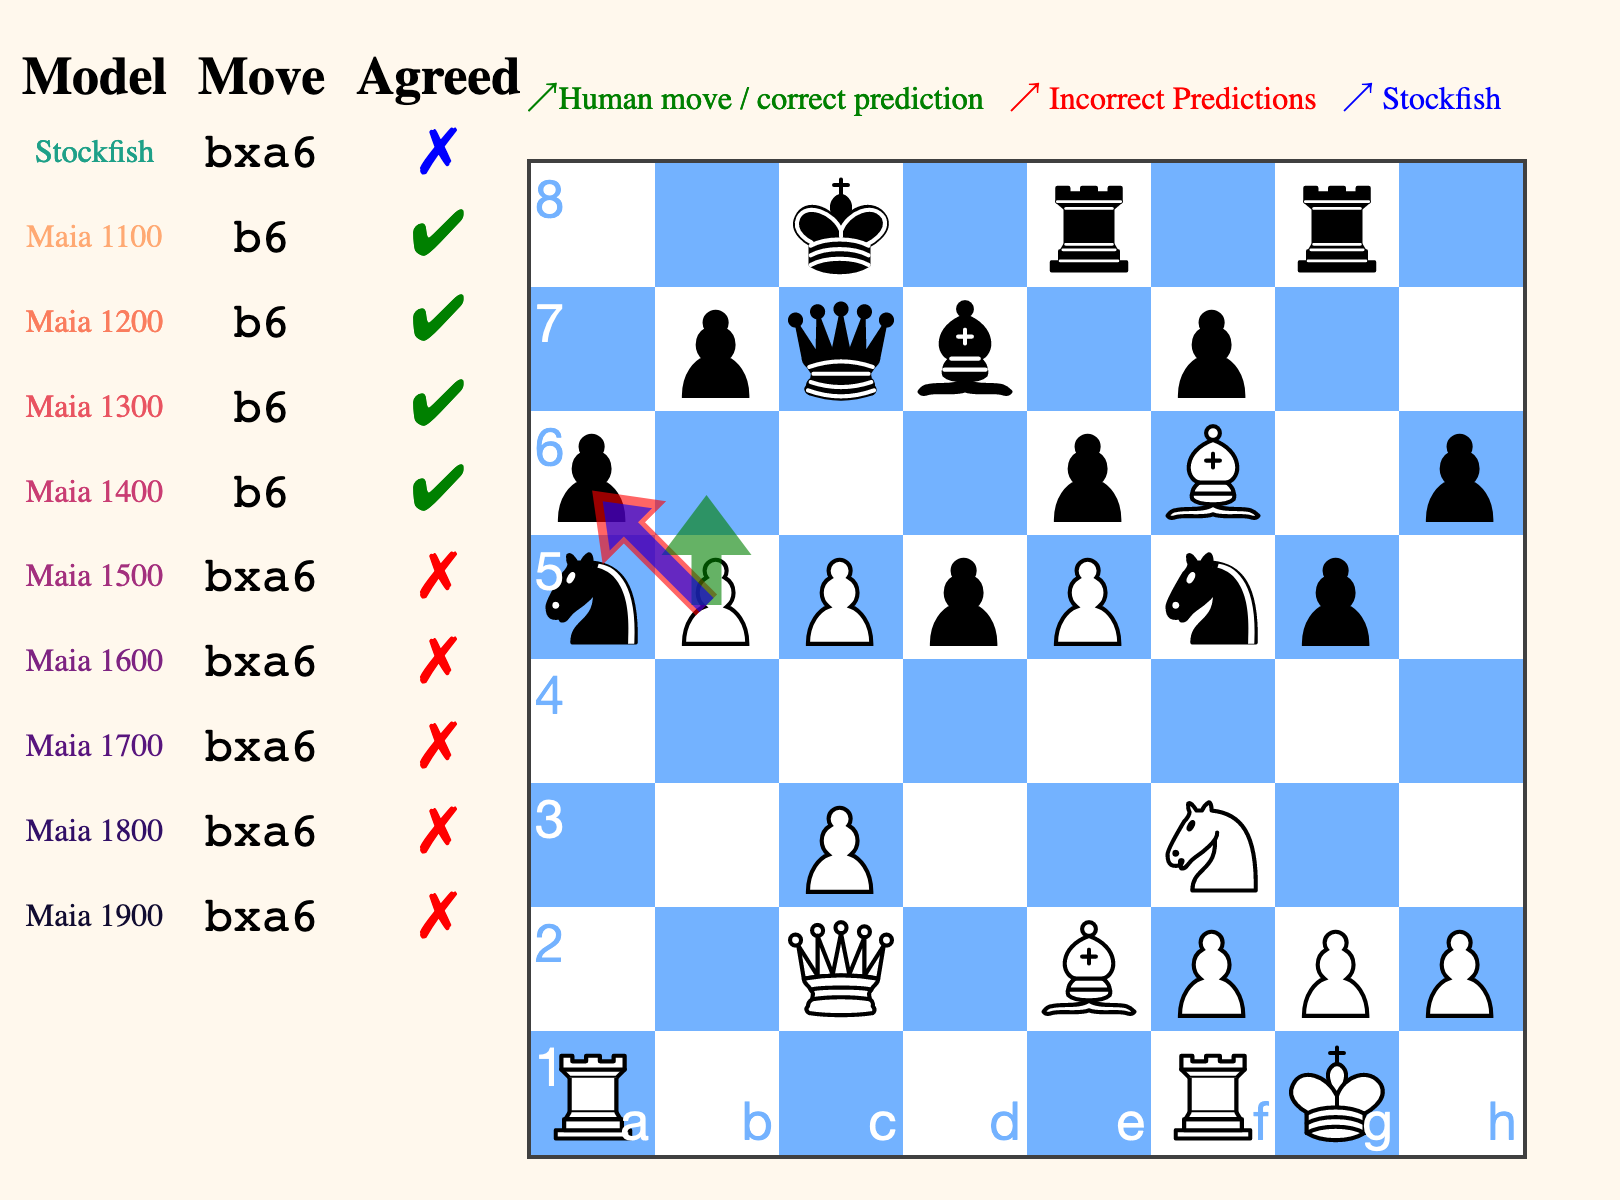 Model Move Agreed
↗Human move / correct prediction ↗ Incorrect Predictions ↗ Stockfish
Stockfish bxa6 ✗
Maia 1100 b6 ✔
Maia 1200 b6 ✔
Maia 1300 b6 ✔
Maia 1400 b6 ✔
Maia 1500 bxa6 ✗
Maia 1600 bxa6 ✗
Maia 1700 bxa6 ✗
Maia 1800 bxa6 ✗
Maia 1900 bxa6 ✗
8
7
6
5
4
3
2
1
a b c d e f g h